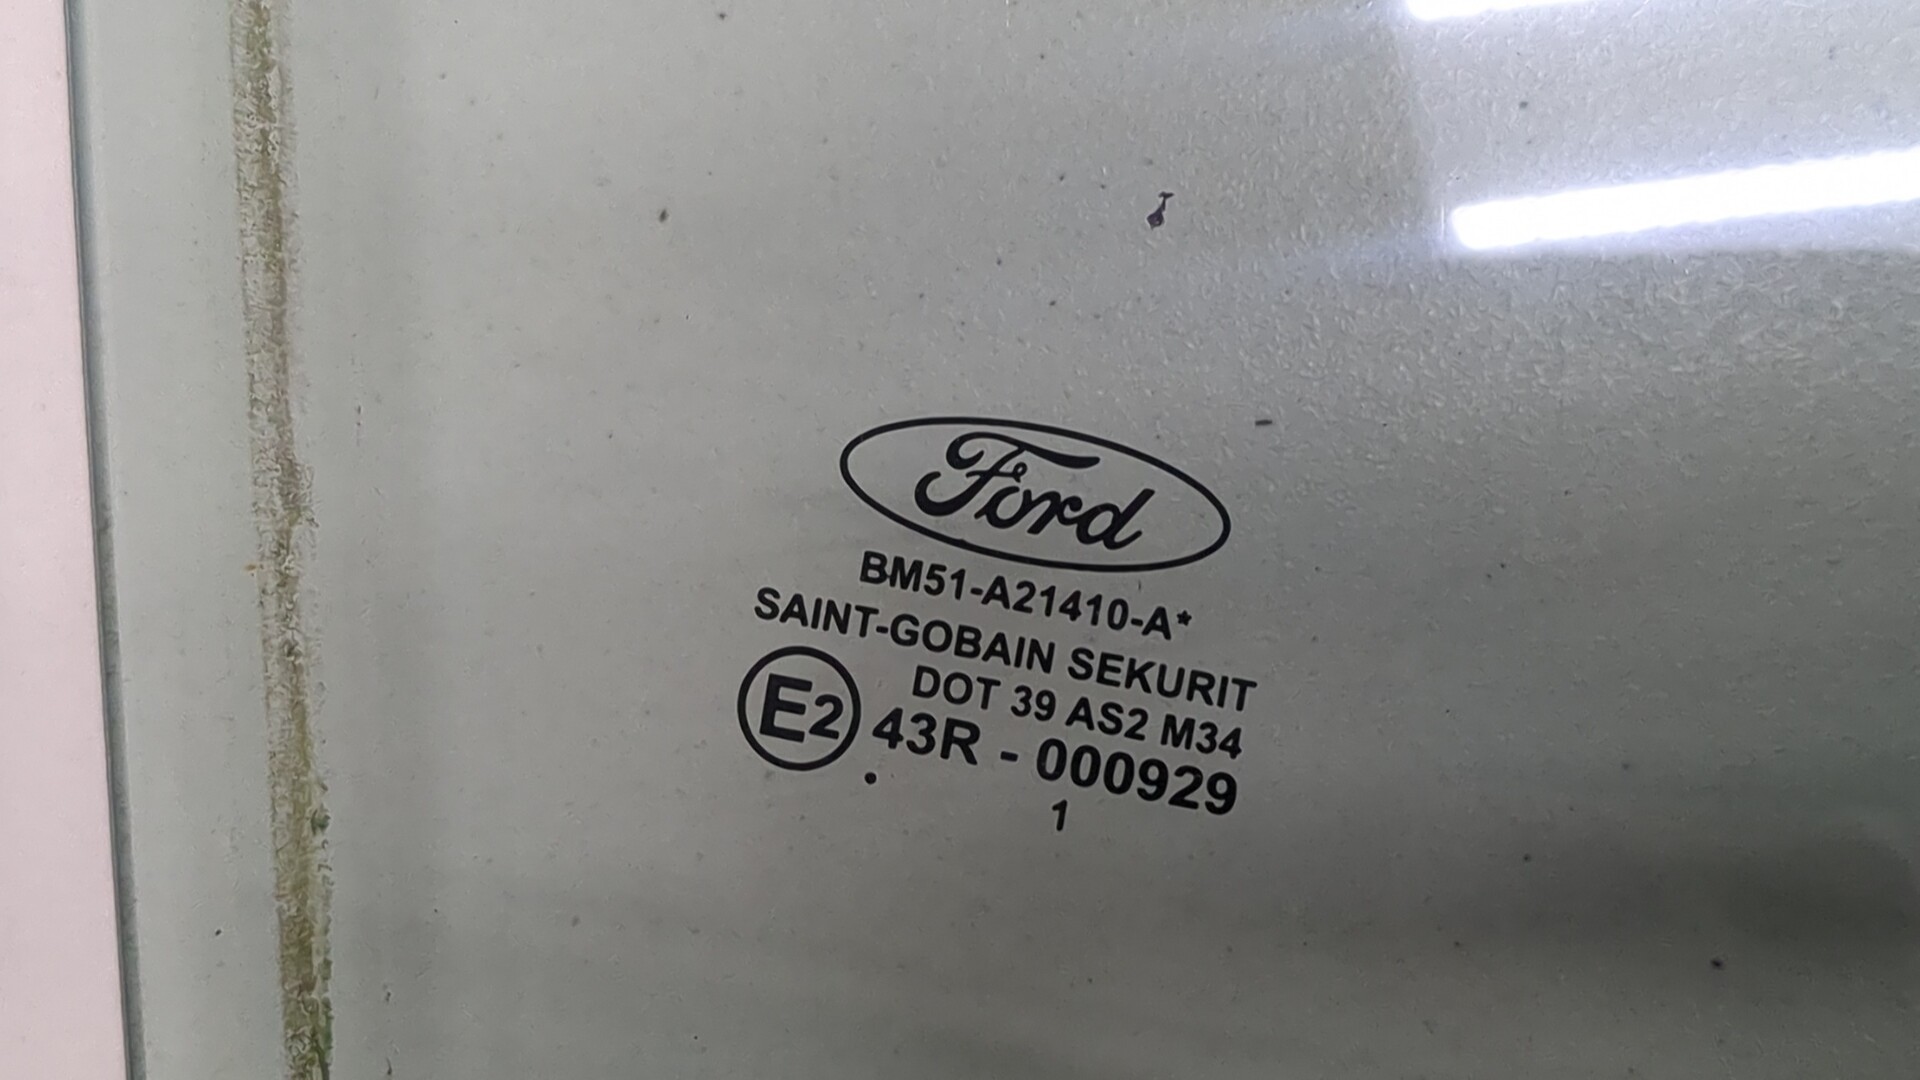 Ford
BM51-A21410-A*
SAINT-GOBAIN SEKURIT
DOT 39 AS2 M34
E2 43R - 000929
1